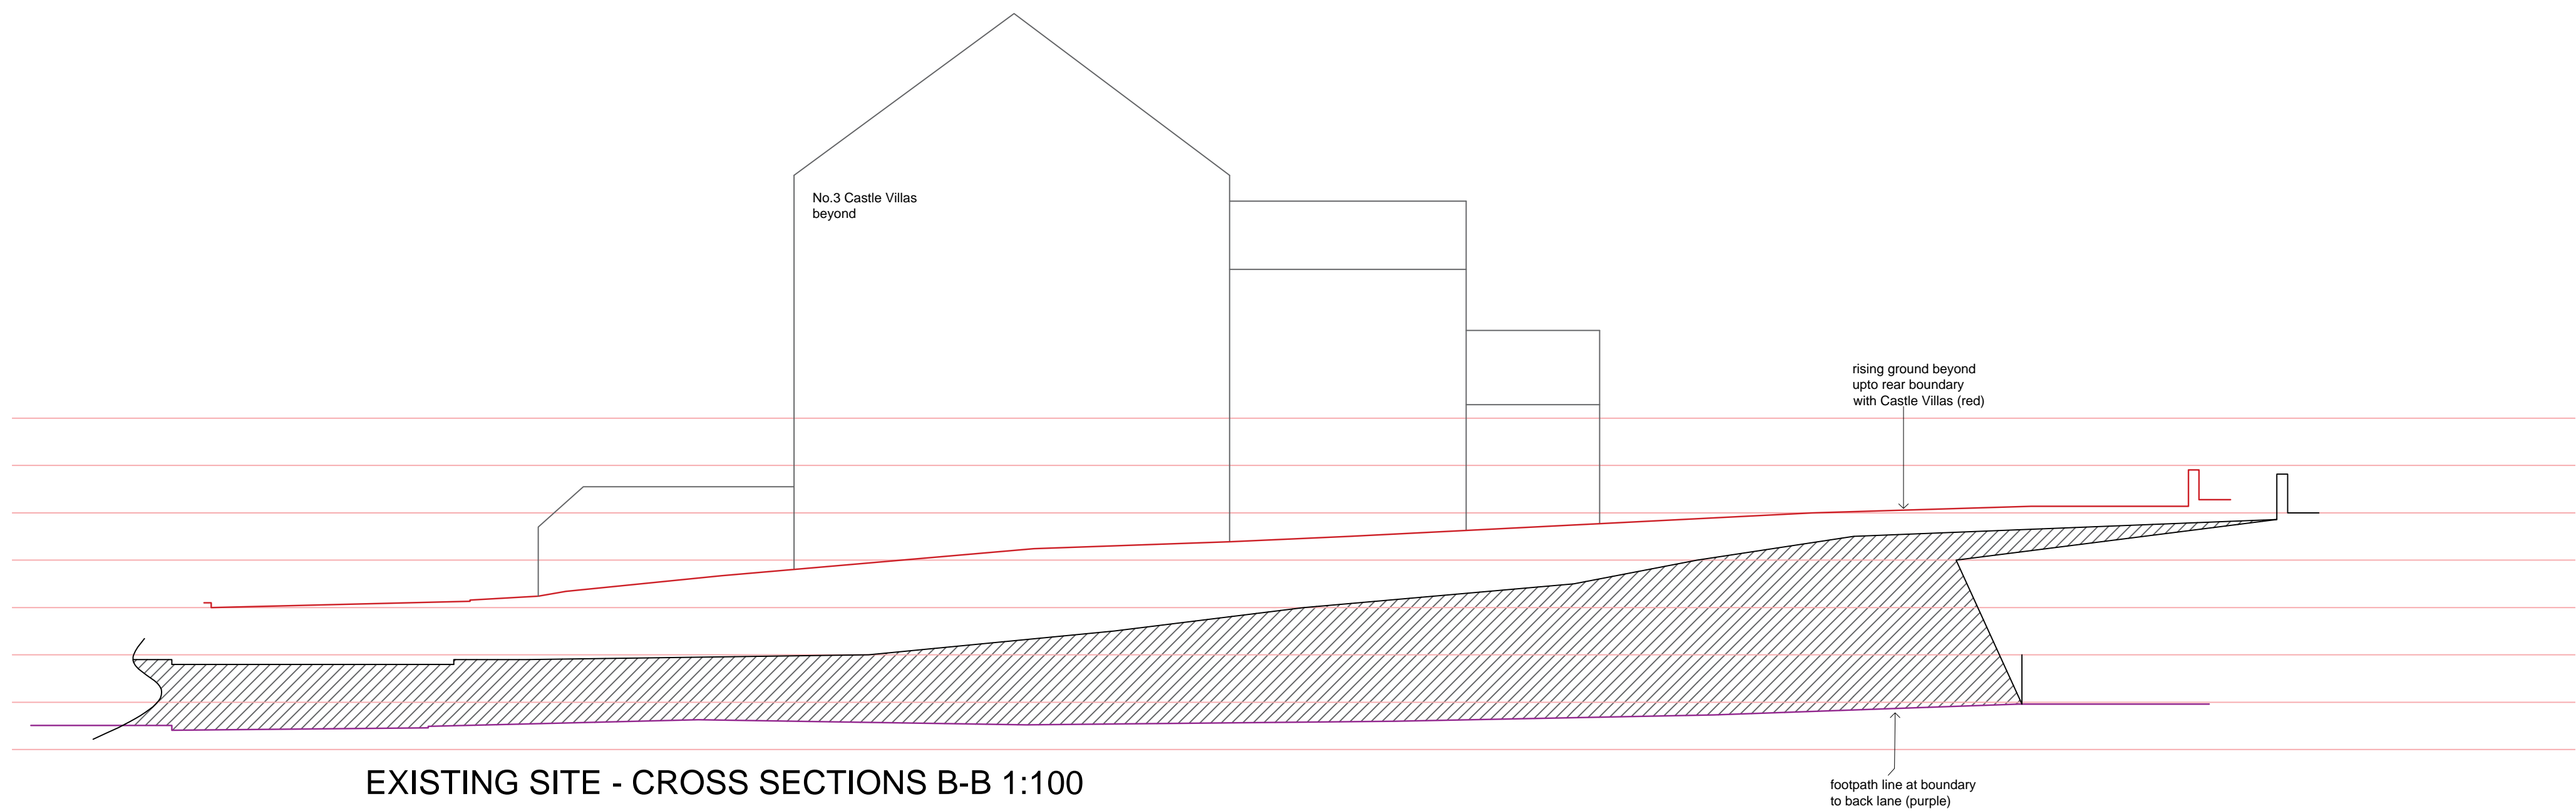 No.3 Castle Villas
beyond
rising ground beyond
upto rear boundary
with Castle Villas (red)
EXISTING SITE - CROSS SECTIONS B-B 1:100
footpath line at boundary
to back lane (purple)